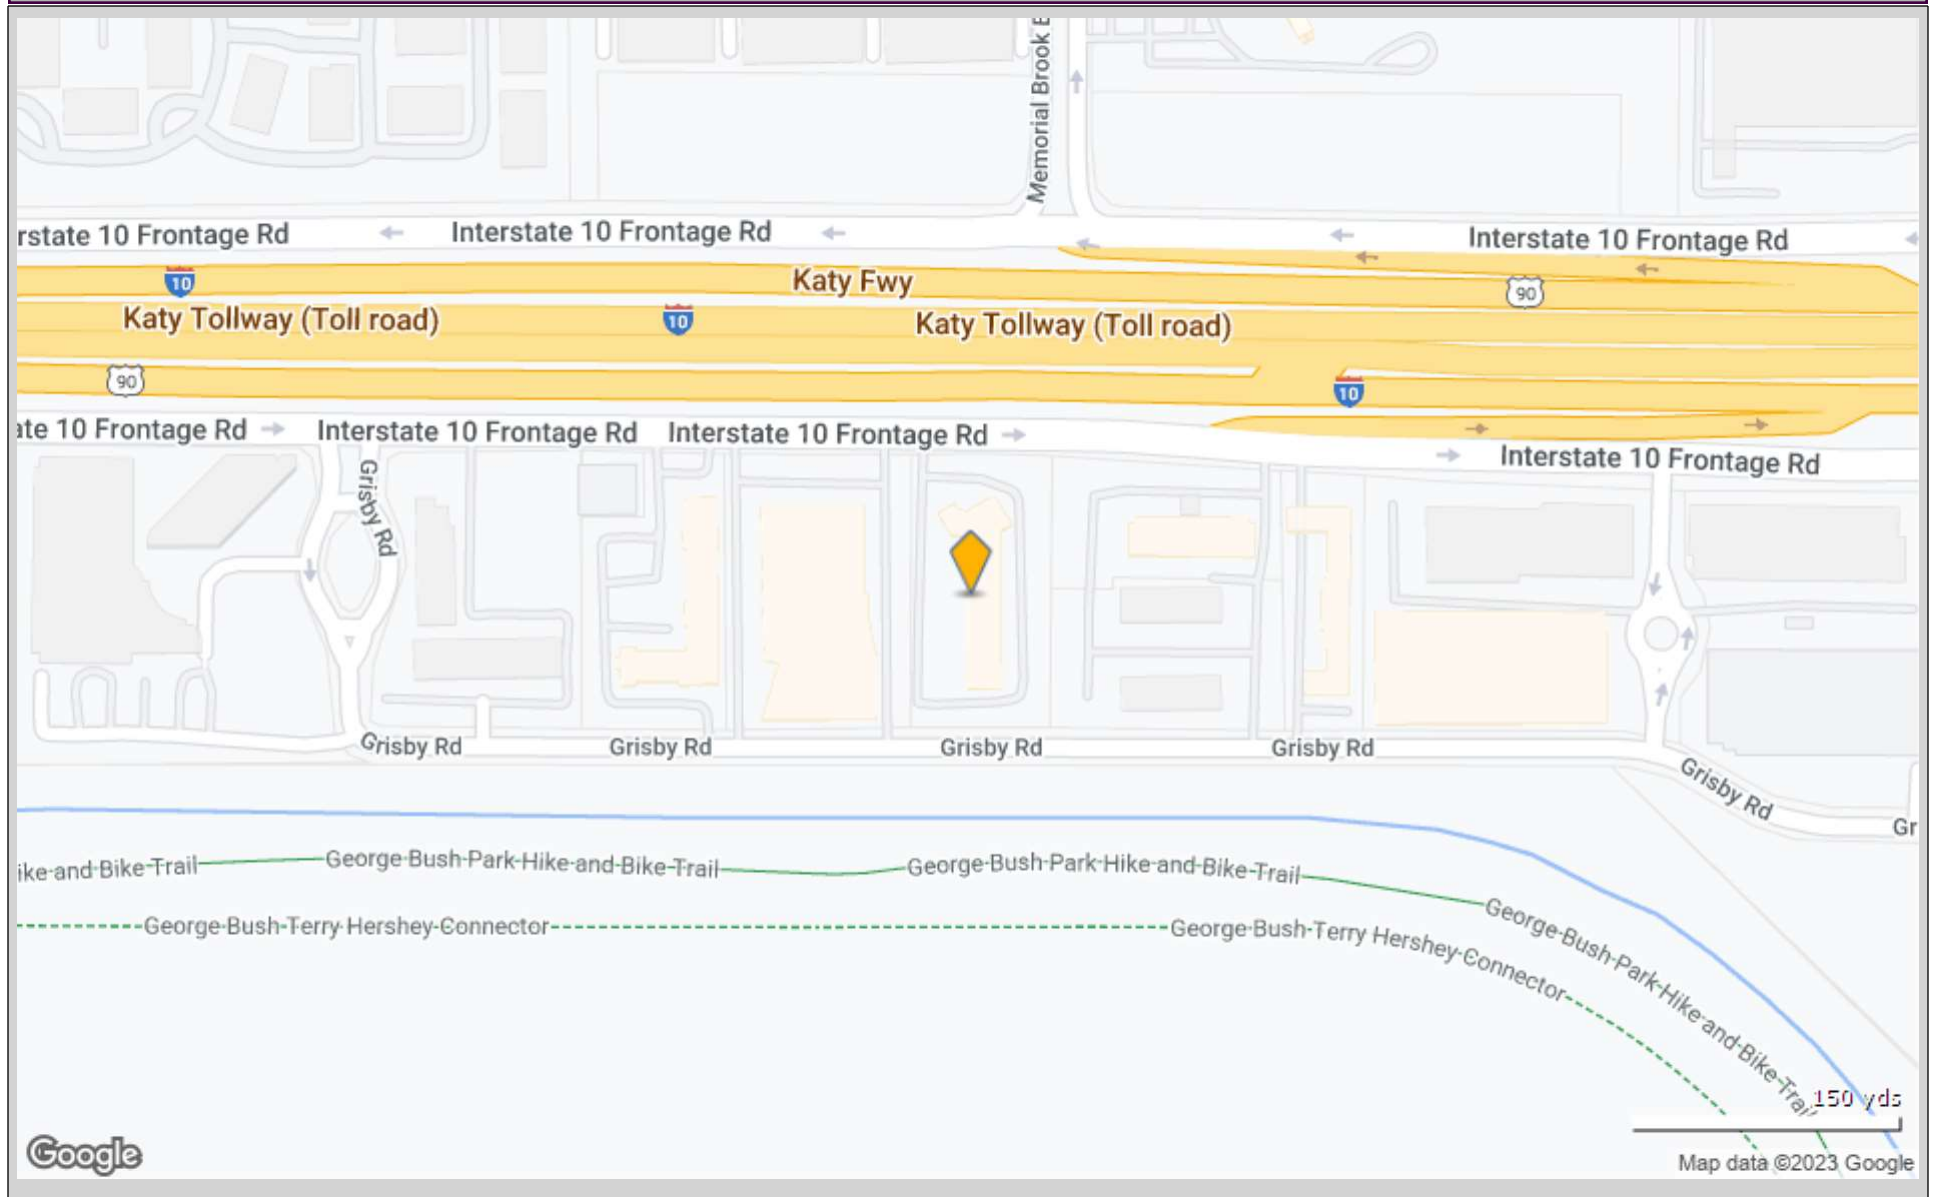 Memorial Brook B
rstate 10 Frontage Rd
Interstate 10 Frontage Rd
Interstate 10 Frontage Rd
10
Katy Fwy
90
Katy Tollway (Toll road)
10
Katy Tollway (Toll road)
90
10
ate 10 Frontage Rd
Interstate 10 Frontage Rd
Interstate 10 Frontage Rd
Interstate 10 Frontage Rd
Grisby Rd
Grisby Rd
Grisby Rd
Grisby Rd
Grisby Rd
Grisby Rd
Gr
ike-and Bike Trail
George Bush Park Hike and Bike Trail
George Bush Park Hike and Bike Trail
George Bush Park Hike and Bike Trail
George Bush Terry Hershey Connector
George Bush Terry Hershey Connector
150 yds
Google
Map data ©2023 Google